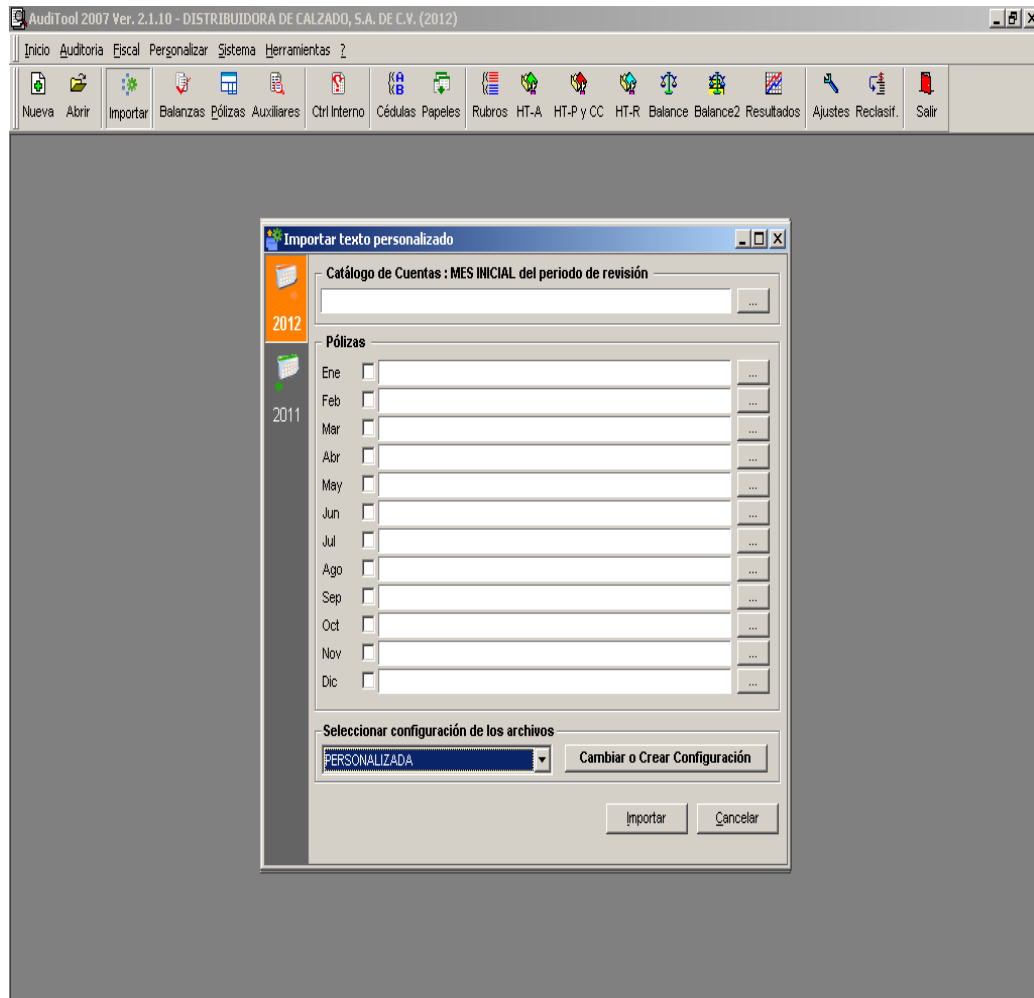 AudiTool 2007 Ver. 2.1.10 - DISTRIBUIDORA DE CALZADO, S.A. DE C.V. (2012)
Inicio Auditoria Fiscal Personalizar Sistema Herramientas ?
Nueva Abrir Importar Balanzas Pólizas Auxiliares Ctrl Interno Cédulas Papeles Rubros HT-A HT-P y CC HT-R Balance Balance2 Resultados Ajustes Reclasif. Salir
Importar texto personalizado
2012
2011
Catálogo de Cuentas : MES INICIAL del periodo de revisión
...
Pólizas
Ene ...
Feb ...
Mar ...
Abr ...
May ...
Jun ...
Jul ...
Ago ...
Sep ...
Oct ...
Nov ...
Dic ...
Seleccionar configuración de los archivos
PERSONALIZADA Cambiar o Crear Configuración
Importar Cancelar